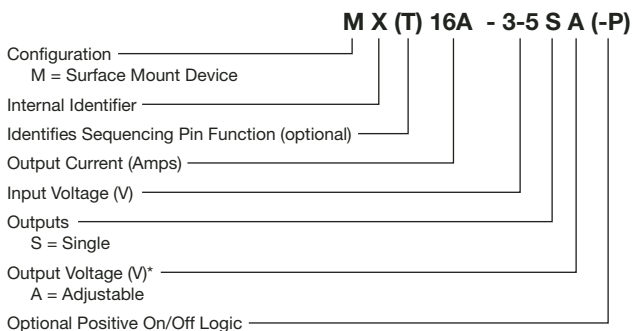 M X (T) 16A - 3-5 S A (-P)
Configuration
M = Surface Mount Device
Internal Identifier
Identifies Sequencing Pin Function (optional)
Output Current (Amps)
Input Voltage (V)
Outputs
S = Single
Output Voltage (V)*
A = Adjustable
Optional Positive On/Off Logic